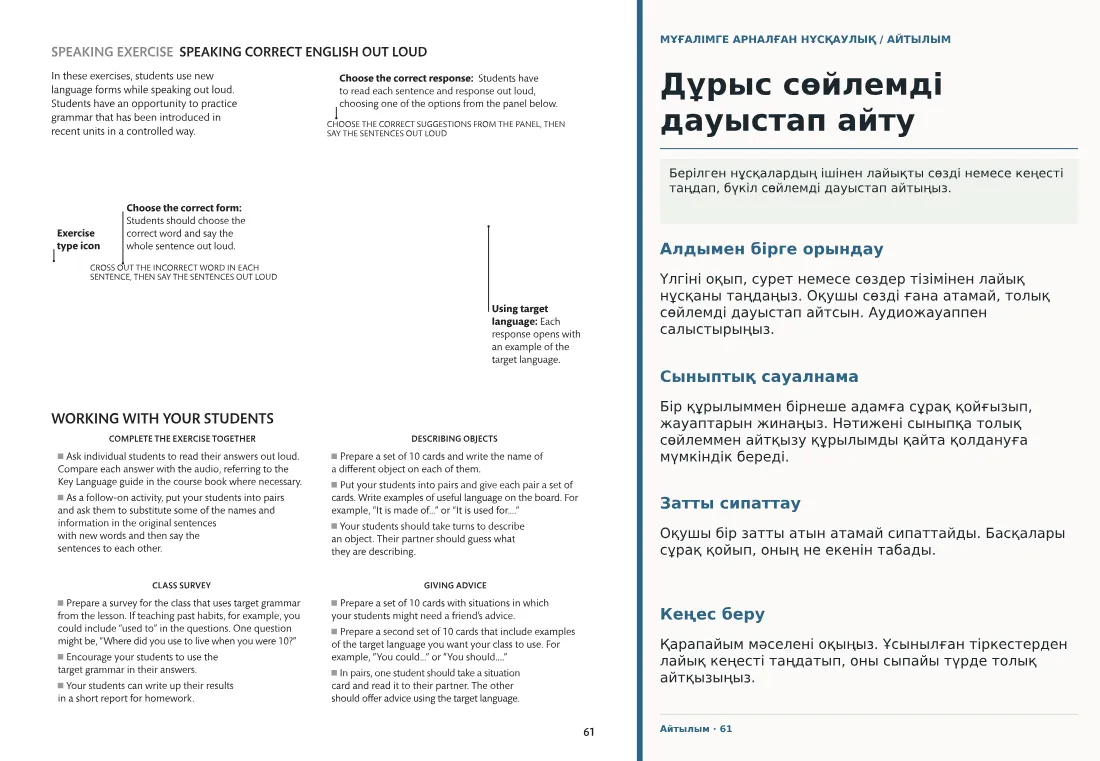 SPEAKING EXERCISE SPEAKING CORRECT ENGLISH OUT LOUD
In these exercises, students use new
language forms while speaking out loud.
Students have an opportunity to practice
grammar that has been introduced in
recent units in a controlled way.
Choose the correct response: Students have
to read each sentence and response out loud,
choosing one of the options from the panel below.
CHOOSE THE CORRECT SUGGESTIONS FROM THE PANEL, THEN
SAY THE SENTENCES OUT LOUD
Choose the correct form:
Students should choose the
correct word and say the
whole sentence out loud.
Exercise
type icon
CROSS OUT THE INCORRECT WORD IN EACH
SENTENCE, THEN SAY THE SENTENCES OUT LOUD
Using target
language: Each
response opens with
an example of the
target language.
WORKING WITH YOUR STUDENTS
COMPLETE THE EXERCISE TOGETHER
■ Ask individual students to read their answers out loud.
Compare each answer with the audio, referring to the
Key Language guide in the course book where necessary.
■ As a follow-on activity, put your students into pairs
and ask them to substitute some of the names and
information in the original sentences
with new words and then say the
sentences to each other.
DESCRIBING OBJECTS
■ Prepare a set of 10 cards and write the name of
a different object on each of them.
■ Put your students into pairs and give each pair a set of
cards. Write examples of useful language on the board. For
example, “It is made of...” or “It is used for....”
■ Your students should take turns to describe
an object. Their partner should guess what
they are describing.
CLASS SURVEY
■ Prepare a survey for the class that uses target grammar
from the lesson. If teaching past habits, for example, you
could include “used to” in the questions. One question
might be, “Where did you use to live when you were 10?”
■ Encourage your students to use the
target grammar in their answers.
■ Your students can write up their results
in a short report for homework.
GIVING ADVICE
■ Prepare a set of 10 cards with situations in which
your students might need a friend’s advice.
■ Prepare a second set of 10 cards that include examples
of the target language you want your class to use. For
example, “You could...” or “You should....”
■ In pairs, one student should take a situation
card and read it to their partner. The other
should offer advice using the target language.
61
МҰҒАЛІМГЕ АРНАЛҒАН НҰСҚАУЛЫҚ / АЙТЫЛЫМ
Дұрыс сөйлемді
дауыстап айту
Берілген нұсқалардың ішінен лайықты сөзді немесе кеңесті
таңдап, бүкіл сөйлемді дауыстап айтыңыз.
Алдымен бірге орындау
Үлгіні оқып, сурет немесе сөздер тізімінен лайық
нұсқаны таңдаңыз. Оқушы сөзді ғана атамай, толық
сөйлемді дауыстап айтсын. Аудиожауаппен
салыстырыңыз.
Сыныптық сауалнама
Бір құрылыммен бірнеше адамға сұрақ қойғызып,
жауаптарын жинаңыз. Нәтижені сыныпқа толық
сөйлеммен айтқызу құрылымды қайта қолдануға
мүмкіндік береді.
Затты сипаттау
Оқушы бір затты атын атамай сипаттайды. Басқалары
сұрақ қойып, оның не екенін табады.
Кеңес беру
Қарапайым мәселені оқыңыз. Ұсынылған тіркестерден
лайық кеңесті таңдатып, оны сыпайы түрде толық
айтқызыңыз.
Айтылым · 61